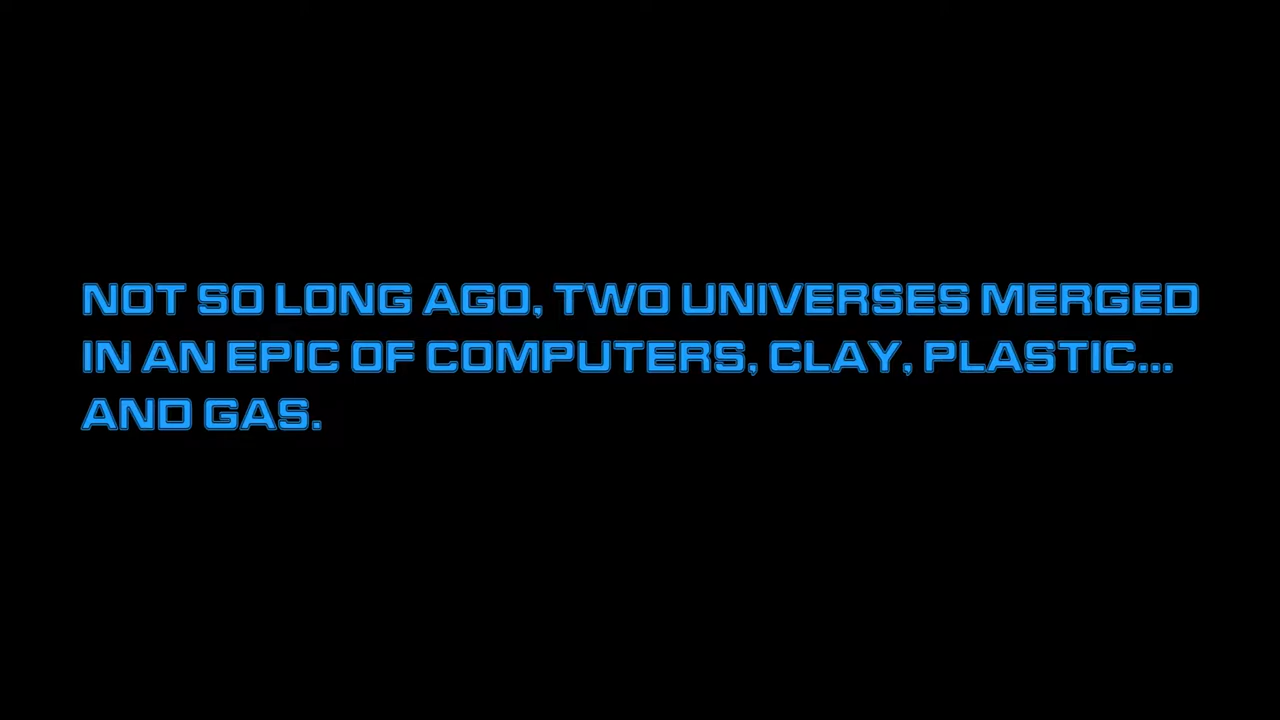 NOT SO LONG AGO, TWO UNIVERSES MERGED
IN AN EPIC OF COMPUTERS, CLAY, PLASTIC...
AND GAS.